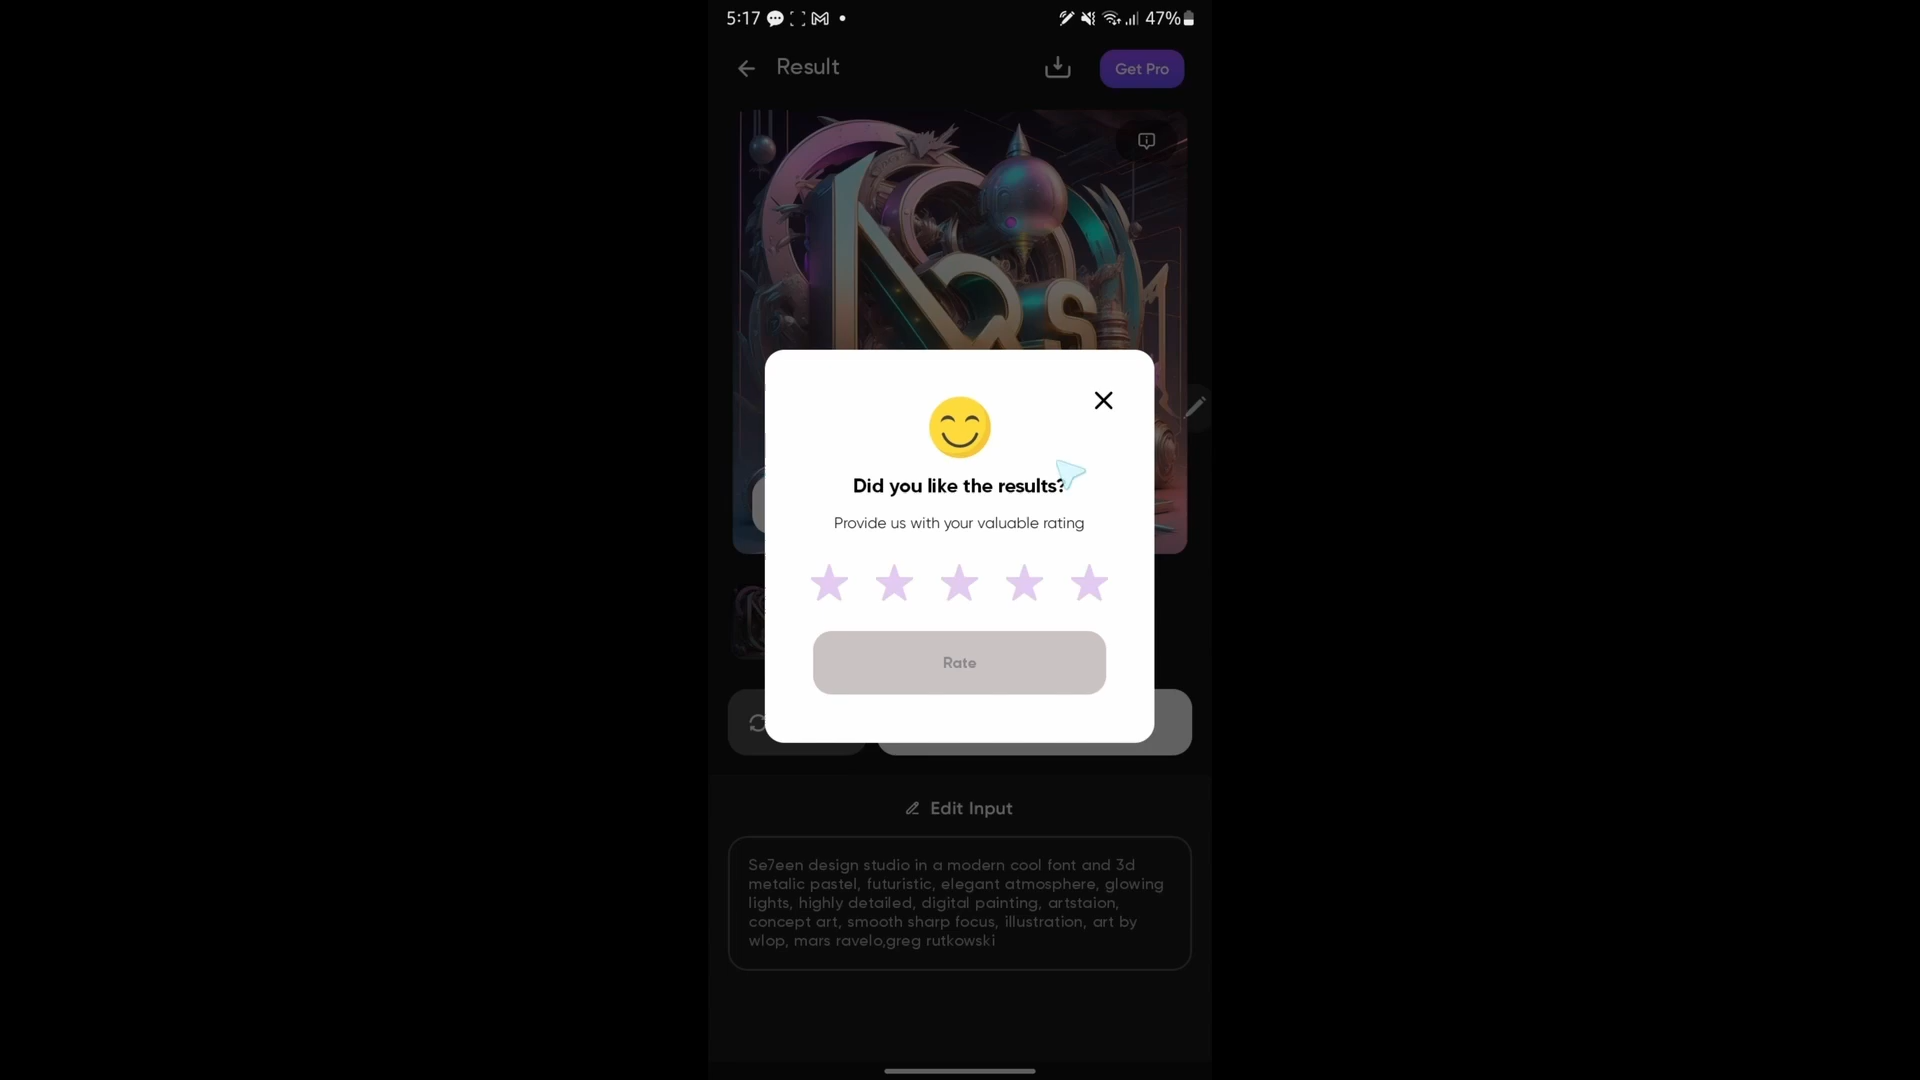 5:17
47%
Result
Get Pro
Did you like the results?
Provide us with your valuable rating
Rate
Edit Input
Se7een design studio in a modern cool font and 3d
metalic pastel, futuristic, elegant atmosphere, glowing
lights, highly detailed, digital painting, artstaion,
concept art, smooth sharp focus, illustration, art by
wlop, mars ravelo,greg rutkowski